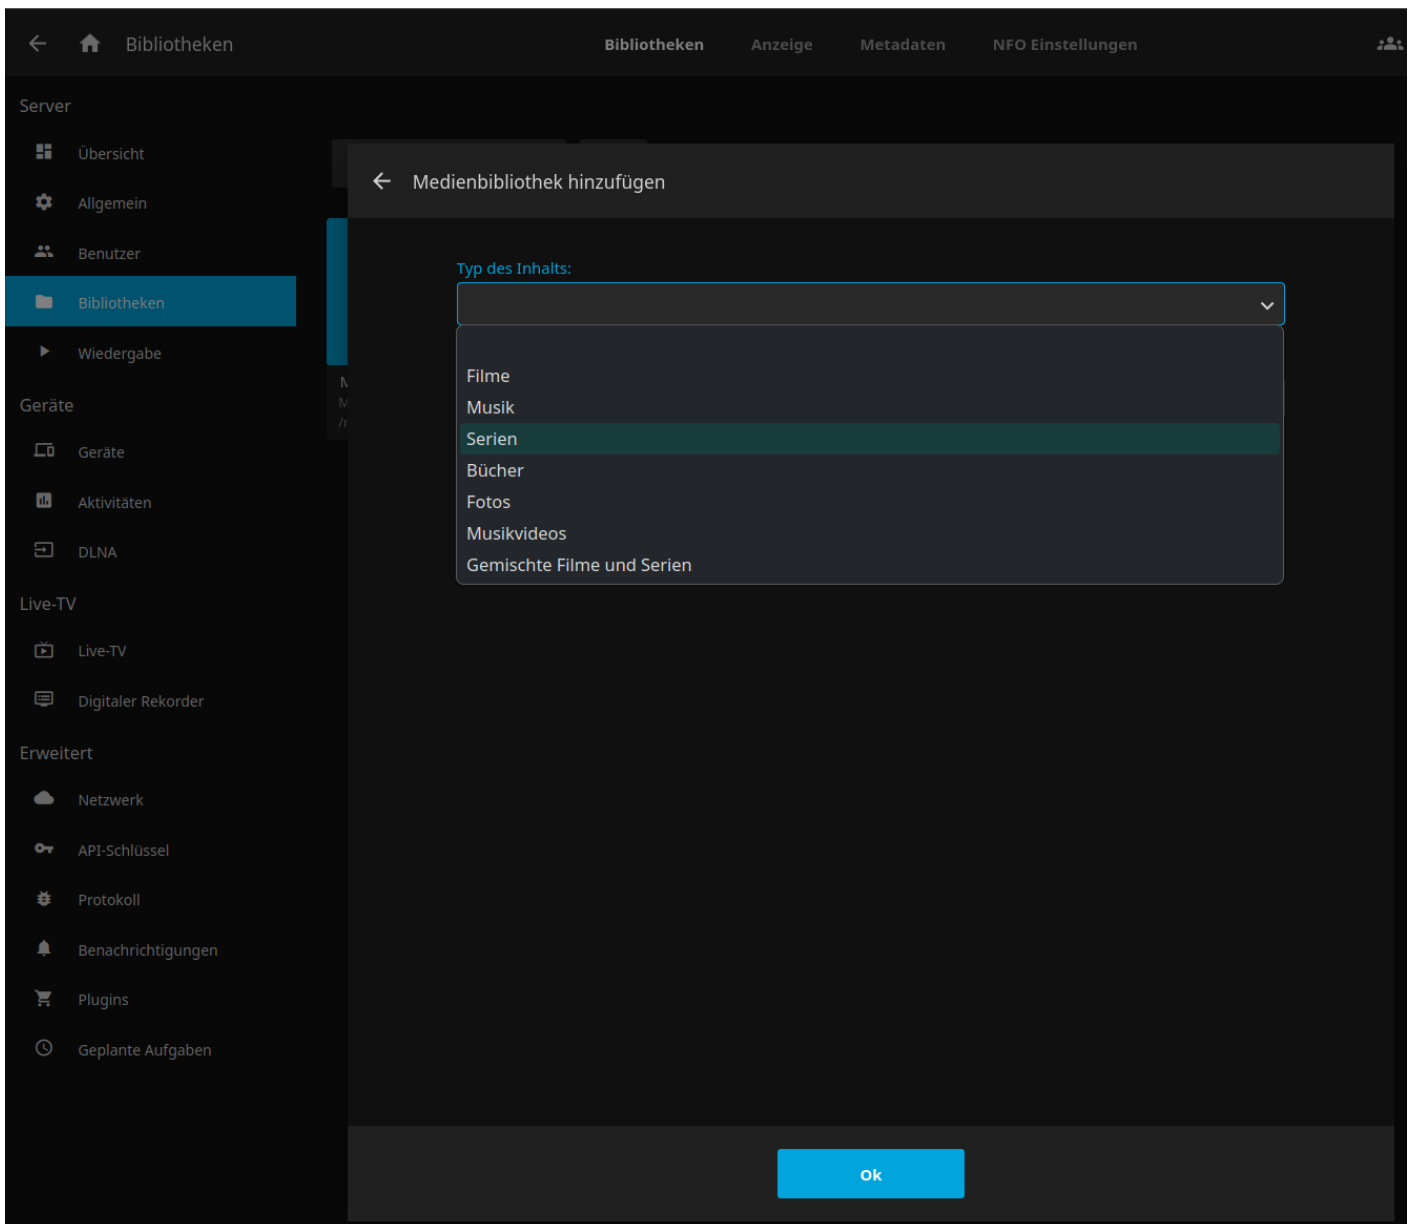 Bibliotheken
Bibliotheken Anzeige Metadaten NFO Einstellungen
Server
Übersicht
Allgemein
Benutzer
Bibliotheken
Wiedergabe
Geräte
Geräte
Aktivitäten
DLNA
Live-TV
Live-TV
Digitaler Rekorder
Erweitert
Netzwerk
API-Schlüssel
Protokoll
Benachrichtigungen
Plugins
Geplante Aufgaben
Medienbibliothek hinzufügen
Typ des Inhalts:
Filme
Musik
Serien
Bücher
Fotos
Musikvideos
Gemischte Filme und Serien
Ok